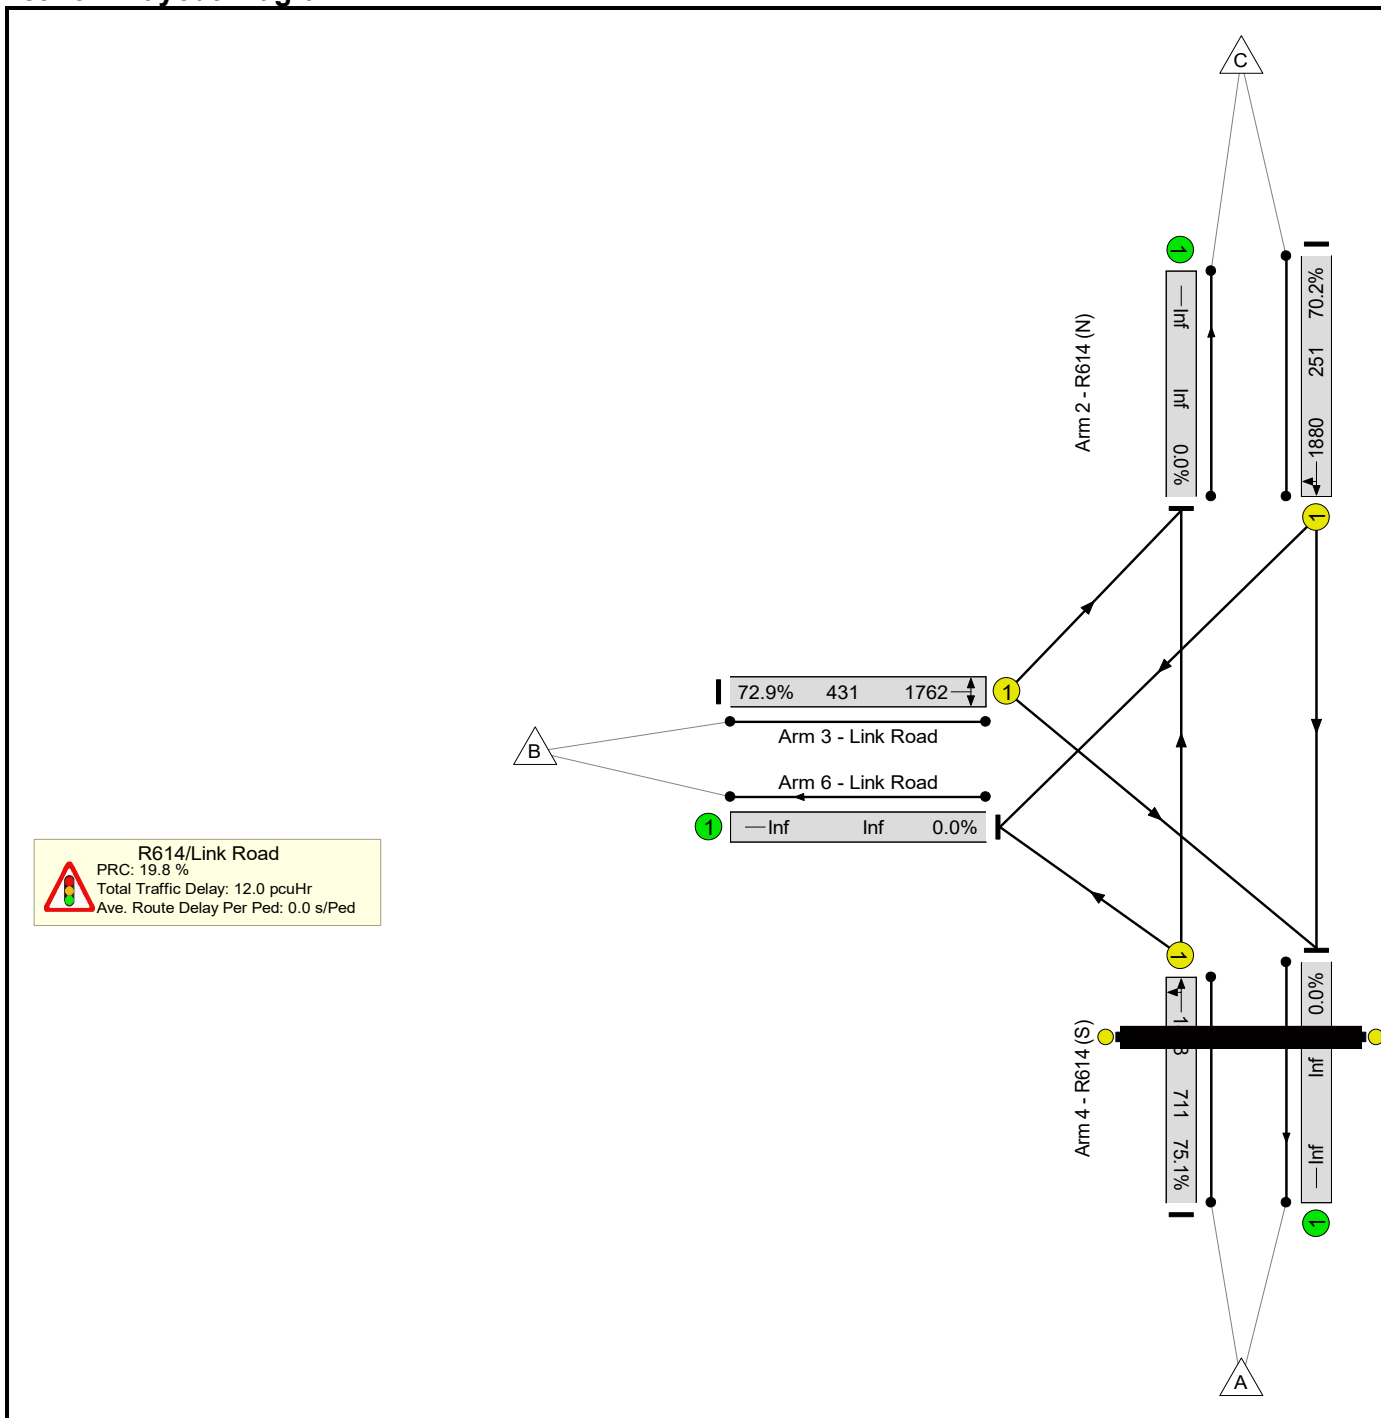 C
1
Inf
Inf
0.0%
Arm 2 - R614 (N)
70.2%
251
1880
1
72.9% 431 1762
1
Arm 3 - Link Road
B
Arm 6 - Link Road
1
Inf Inf 0.0%
R614/Link Road
PRC: 19.8 %
Total Traffic Delay: 12.0 pcuHr
Ave. Route Delay Per Ped: 0.0 s/Ped
1
711
75.1%
Arm 4 - R614 (S)
0.0%
Inf
Inf
1
A